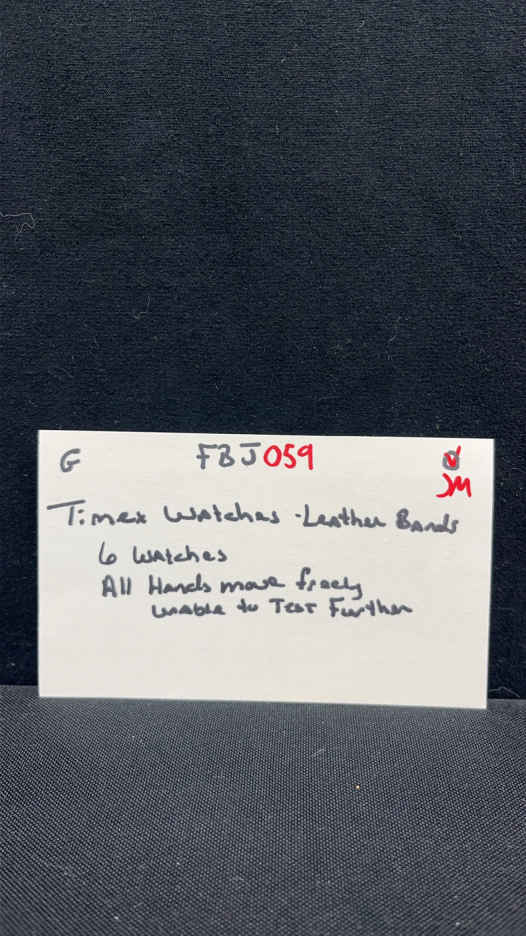 G FBJ059
JM
Timex Watches - Leather Bands
6 Watches
All Hands move freely
unable to Test Further